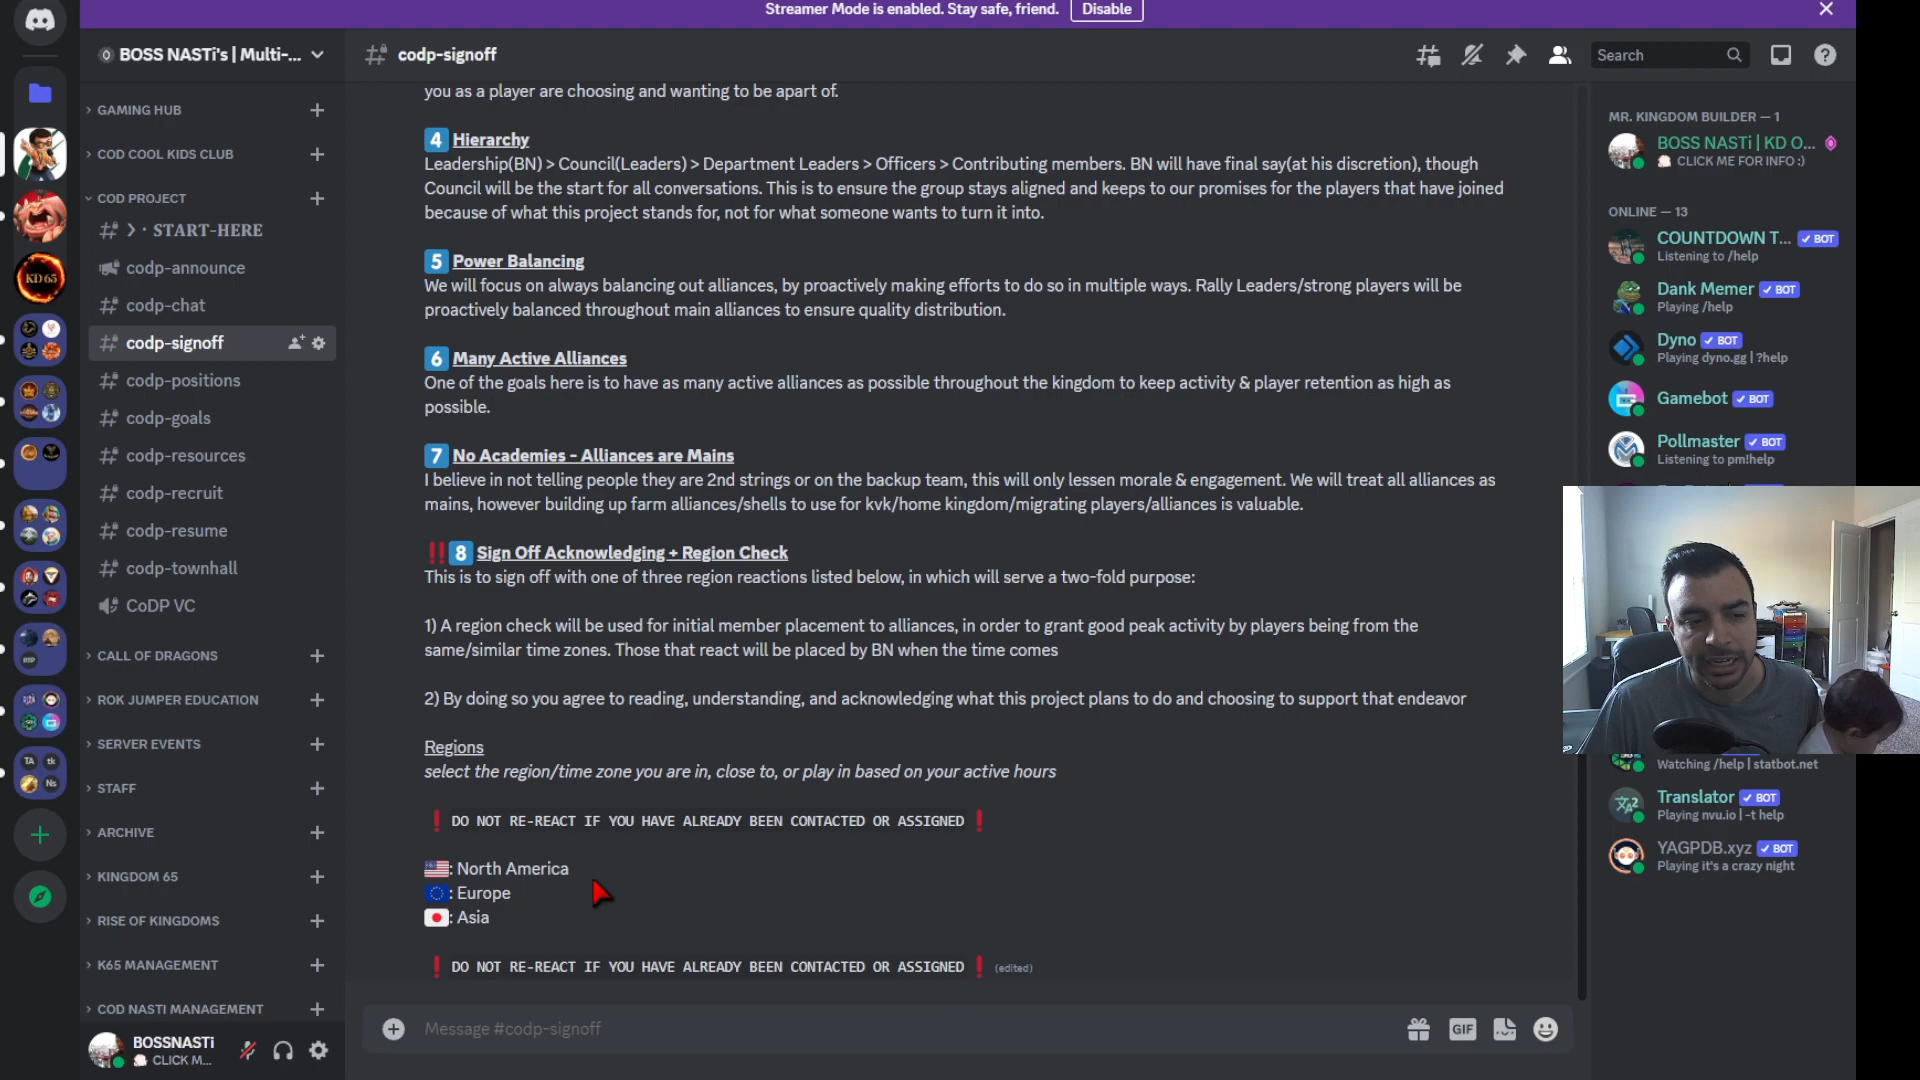 Streamer Mode is enabled. Stay safe, friend.
Disable
BOSS NASTi's | Multi-...
codp-signoff
Search
GAMING HUB
COD COOL KIDS CLUB
COD PROJECT
START-HERE
codp-announce
codp-chat
codp-signoff
codp-positions
codp-goals
codp-resources
codp-recruit
codp-resume
codp-townhall
CoDP VC
CALL OF DRAGONS
ROK JUMPER EDUCATION
SERVER EVENTS
STAFF
ARCHIVE
KINGDOM 65
RISE OF KINGDOMS
K65 MANAGEMENT
COD NASTI MANAGEMENT
BOSSNASTi
CLICK M...
KD 65
TA
tk
Ns
you as a player are choosing and wanting to be apart of.
4 Hierarchy
Leadership(BN) > Council(Leaders) > Department Leaders > Officers > Contributing members. BN will have final say(at his discretion), though
Council will be the start for all conversations. This is to ensure the group stays aligned and keeps to our promises for the players that have joined
because of what this project stands for, not for what someone wants to turn it into.
5 Power Balancing
We will focus on always balancing out alliances, by proactively making efforts to do so in multiple ways. Rally Leaders/strong players will be
proactively balanced throughout main alliances to ensure quality distribution.
6 Many Active Alliances
One of the goals here is to have as many active alliances as possible throughout the kingdom to keep activity & player retention as high as
possible.
7 No Academies - Alliances are Mains
I believe in not telling people they are 2nd strings or on the backup team, this will only lessen morale & engagement. We will treat all alliances as
mains, however building up farm alliances/shells to use for kvk/home kingdom/migrating players/alliances is valuable.
‼️8 Sign Off Acknowledging + Region Check
This is to sign off with one of three region reactions listed below, in which will serve a two-fold purpose:
1) A region check will be used for initial member placement to alliances, in order to grant good peak activity by players being from the
same/similar time zones. Those that react will be placed by BN when the time comes
2) By doing so you agree to reading, understanding, and acknowledging what this project plans to do and choosing to support that endeavor
Regions
select the region/time zone you are in, close to, or play in based on your active hours
❗ DO NOT RE-REACT IF YOU HAVE ALREADY BEEN CONTACTED OR ASSIGNED ❗
: North America
: Europe
: Asia
❗ DO NOT RE-REACT IF YOU HAVE ALREADY BEEN CONTACTED OR ASSIGNED ❗ (edited)
Message #codp-signoff
GIF
MR. KINGDOM BUILDER — 1
BOSS NASTi | KD O...
CLICK ME FOR INFO :)
ONLINE — 13
COUNTDOWN T... ✓ BOT
Listening to /help
Dank Memer ✓ BOT
Playing /help
Dyno ✓ BOT
Playing dyno.gg | ?help
Gamebot ✓ BOT
Pollmaster ✓ BOT
Listening to pm!help
Watching /help | statbot.net
Translator ✓ BOT
Playing nvu.io | -t help
YAGPDB.xyz ✓ BOT
Playing it's a crazy night